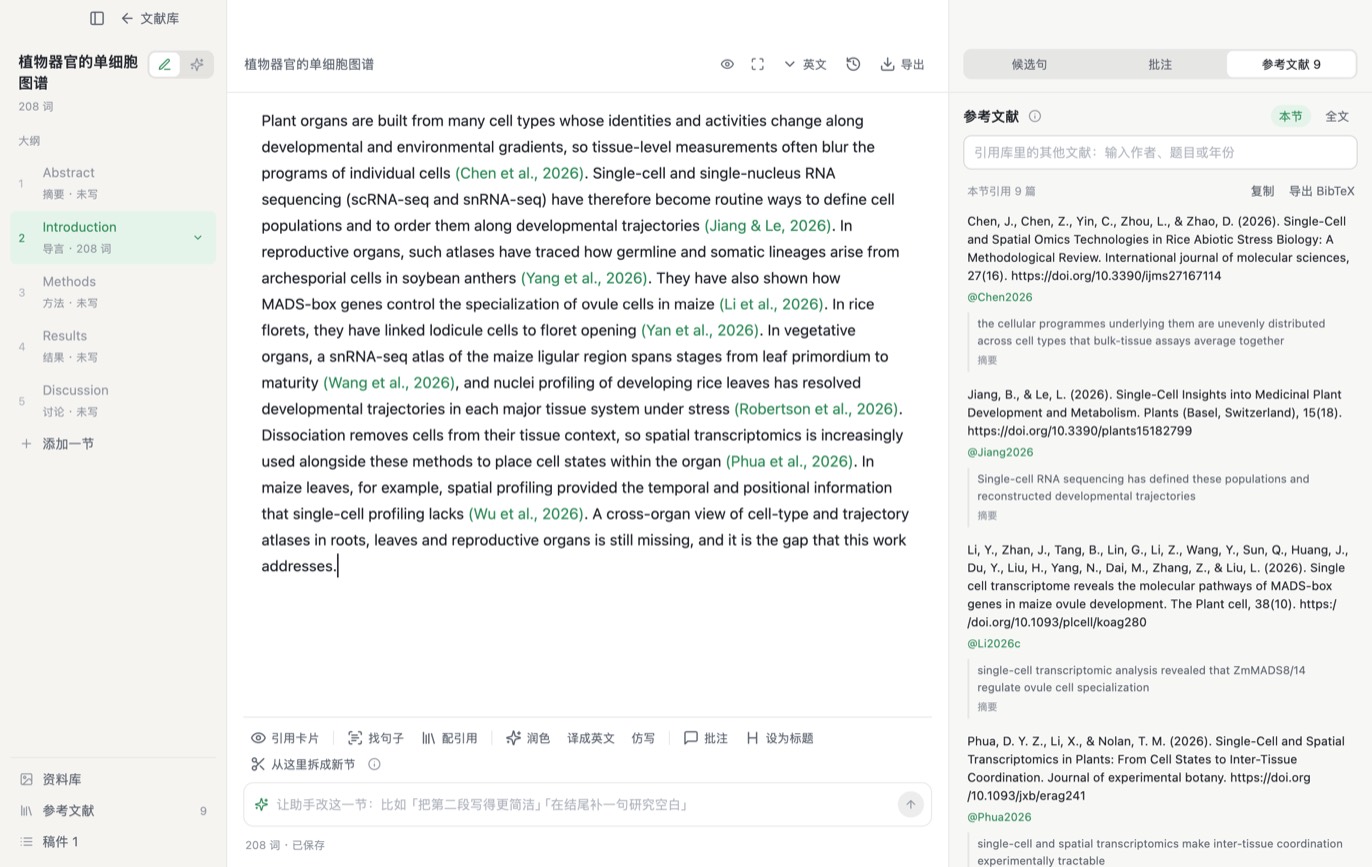 文献库
植物器官的单细胞
图谱
208 词
大纲
1
Abstract
摘要 · 未写
2
Introduction
导言 · 208 词
3
Methods
方法 · 未写
4
Results
结果 · 未写
5
Discussion
讨论 · 未写
添加一节
资料库
参考文献 9
稿件 1
植物器官的单细胞图谱
英文
导出
Plant organs are built from many cell types whose identities and activities change along
developmental and environmental gradients, so tissue-level measurements often blur the
programs of individual cells (Chen et al., 2026). Single-cell and single-nucleus RNA
sequencing (scRNA-seq and snRNA-seq) have therefore become routine ways to define cell
populations and to order them along developmental trajectories (Jiang & Le, 2026). In
reproductive organs, such atlases have traced how germline and somatic lineages arise from
archesporial cells in soybean anthers (Yang et al., 2026). They have also shown how
MADS-box genes control the specialization of ovule cells in maize (Li et al., 2026). In rice
florets, they have linked lodicule cells to floret opening (Yan et al., 2026). In vegetative
organs, a snRNA-seq atlas of the maize ligular region spans stages from leaf primordium to
maturity (Wang et al., 2026), and nuclei profiling of developing rice leaves has resolved
developmental trajectories in each major tissue system under stress (Robertson et al., 2026).
Dissociation removes cells from their tissue context, so spatial transcriptomics is increasingly
used alongside these methods to place cell states within the organ (Phua et al., 2026). In
maize leaves, for example, spatial profiling provided the temporal and positional information
that single-cell profiling lacks (Wu et al., 2026). A cross-organ view of cell-type and trajectory
atlases in roots, leaves and reproductive organs is still missing, and it is the gap that this work
addresses.
引用卡片
找句子
配引用
润色
译成英文
仿写
批注
设为标题
从这里拆成新节
让助手改这一节：比如「把第二段写得更简洁」「在结尾补一句研究空白」
208 词 · 已保存
候选句
批注
参考文献 9
参考文献
本节
全文
引用库里的其他文献：输入作者、题目或年份
本节引用 9 篇
复制
导出 BibTeX
Chen, J., Chen, Z., Yin, C., Zhou, L., & Zhao, D. (2026). Single-Cell
and Spatial Omics Technologies in Rice Abiotic Stress Biology: A
Methodological Review. International journal of molecular sciences,
27(16). https://doi.org/10.3390/ijms27167114
@Chen2026
the cellular programmes underlying them are unevenly distributed
across cell types that bulk-tissue assays average together
摘要
Jiang, B., & Le, L. (2026). Single-Cell Insights into Medicinal Plant
Development and Metabolism. Plants (Basel, Switzerland), 15(18).
https://doi.org/10.3390/plants15182799
@Jiang2026
Single-cell RNA sequencing has defined these populations and
reconstructed developmental trajectories
摘要
Li, Y., Zhan, J., Tang, B., Lin, G., Li, Z., Wang, Y., Sun, Q., Huang, J.,
Du, Y., Liu, H., Yang, N., Dai, M., Zhang, Z., & Liu, L. (2026). Single
cell transcriptome reveals the molecular pathways of MADS-box
genes in maize ovule development. The Plant cell, 38(10). https:/
/doi.org/10.1093/plcell/koag280
@Li2026c
single-cell transcriptomic analysis revealed that ZmMADS8/14
regulate ovule cell specialization
摘要
Phua, D. Y. Z., Li, X., & Nolan, T. M. (2026). Single-Cell and Spatial
Transcriptomics in Plants: From Cell States to Inter-Tissue
Coordination. Journal of experimental botany. https://doi.org
/10.1093/jxb/erag241
@Phua2026
single-cell and spatial transcriptomics make inter-tissue coordination
experimentally tractable